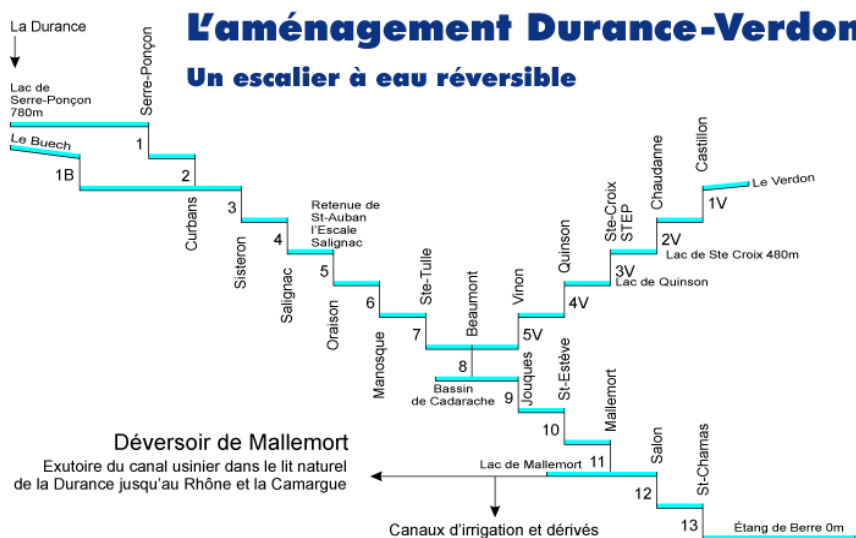 La Durance
L'aménagement Durance-Verdon
Un escalier à eau réversible
Lac de
Serre-Ponçon
780m
Serre-Ponçon
Le Buech
1
1B
2
Curbans
3
Sisteron
Retenue de
St-Auban
l'Escale
Salignac
4
Salignac
5
Oraison
6
Manosque
Ste-Tulle
7
Beaumont
8
Vinon
5V
Quinson
4V
Ste-Croix
STEP
3V
Chaudanne
2V
Castillon
1V
Le Verdon
Lac de Ste Croix 480m
Lac de Quinson
Bassin
de Cadarache
9
Jouques
St-Estève
10
Mallemort
11
Lac de Mallemort
Salon
12
St-Chamas
13
Étang de Berre 0m
Déversoir de Mallemort
Exutoire du canal usinier dans le lit naturel
de la Durance jusqu'au Rhône et la Camargue
Canaux d'irrigation et dérivés